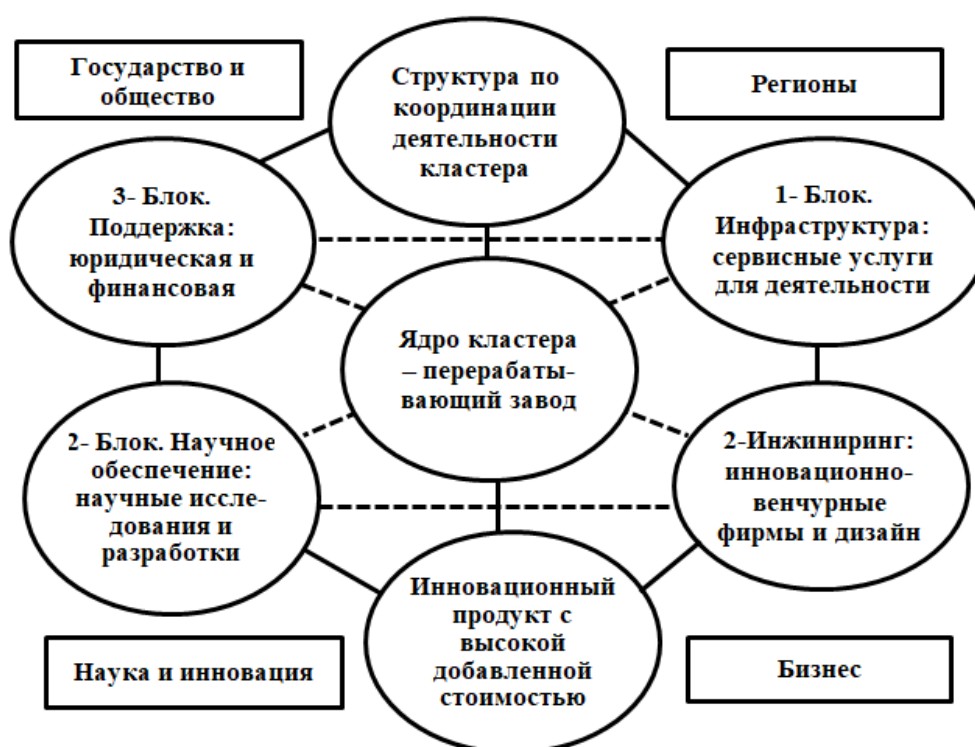 Государство и
общество
Структура по
координации
деятельности
кластера
Регионы
3- Блок.
Поддержка:
юридическая и
финансовая
1- Блок.
Инфраструктура:
сервисные услуги
для деятельности
Ядро кластера
– перерабаты-
вающий завод
2- Блок. Научное
обеспечение:
научные иссле-
дования и
разработки
2-Инжиниринг:
инновационно-
венчурные
фирмы и дизайн
Инновационный
продукт с
высокой
добавленной
стоимостью
Наука и инновация
Бизнес